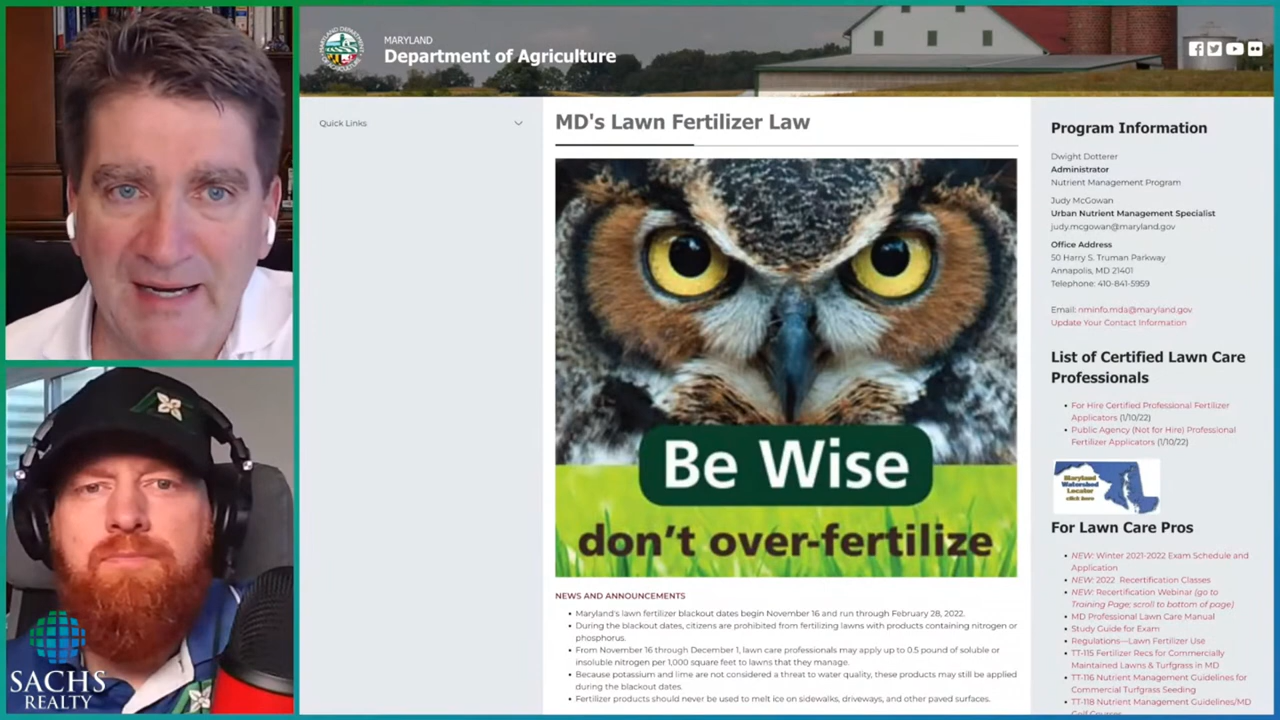 MARYLAND
Department of Agriculture
Quick Links
MD's Lawn Fertilizer Law
Be Wise
don't over-fertilize
NEWS AND ANNOUNCEMENTS
• Maryland's lawn fertilizer blackout dates begin November 16 and run through February 28, 2022.
• During the blackout dates, citizens are prohibited from fertilizing lawns with products containing nitrogen or
phosphorus.
• From November 16 through December 1, lawn care professionals may apply up to 0.5 pound of soluble or
insoluble nitrogen per 1,000 square feet to lawns that they manage.
• Because potassium and lime are not considered a threat to water quality, these products may still be applied
during the blackout dates.
• Fertilizer products should never be used to melt ice on sidewalks, driveways, and other paved surfaces.
Program Information
Dwight Dotterer
Administrator
Nutrient Management Program
Judy McGowan
Urban Nutrient Management Specialist
judy.mcgowan@maryland.gov
Office Address
50 Harry S. Truman Parkway
Annapolis, MD 21401
Telephone: 410-841-5959
Email: nminfo.mda@maryland.gov
Update Your Contact Information
List of Certified Lawn Care
Professionals
• For Hire Certified Professional Fertilizer
Applicators (1/10/22)
• Public Agency (Not for Hire) Professional
Fertilizer Applicators (1/10/22)
Maryland
Watershed
Locator
click here
For Lawn Care Pros
• NEW: Winter 2021-2022 Exam Schedule and
Application
• NEW: 2022 Recertification Classes
• NEW: Recertification Webinar (go to
Training Page; scroll to bottom of page)
• MD Professional Lawn Care Manual
• Study Guide for Exam
• Regulations—Lawn Fertilizer Use
• TT-115 Fertilizer Recs for Commercially
Maintained Lawns & Turfgrass in MD
• TT-116 Nutrient Management Guidelines for
Commercial Turfgrass Seeding
• TT-118 Nutrient Management Guidelines/MD
Golf Courses
SACHS
REALTY